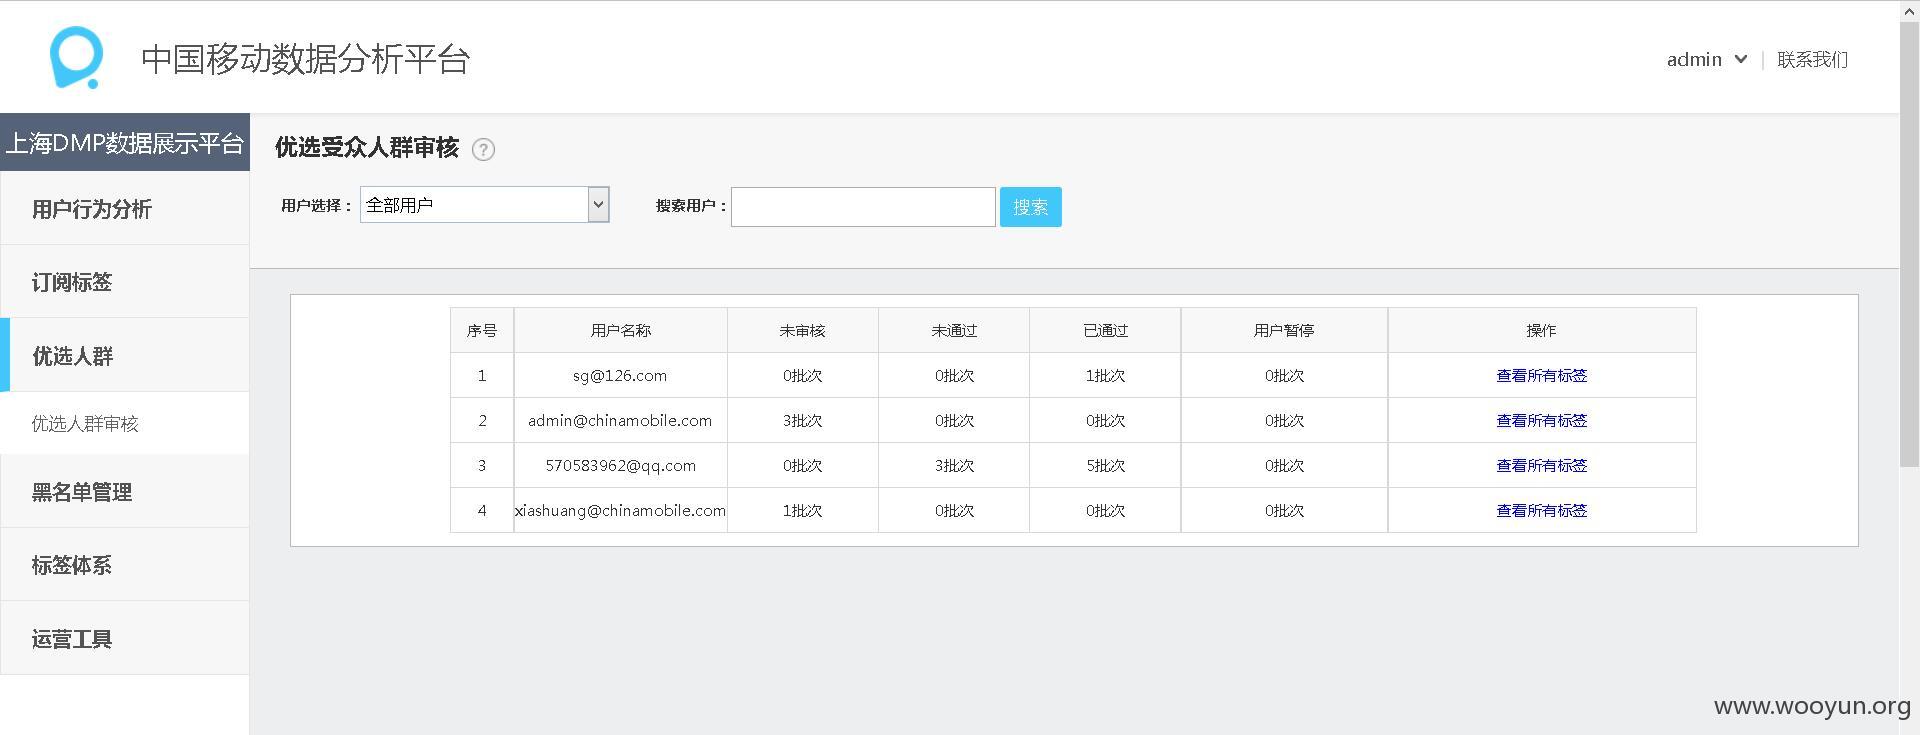 中国移动数据分析平台
admin 联系我们
上海DMP数据展示平台
用户行为分析
订阅标签
优选人群
优选人群审核
黑名单管理
标签体系
运营工具
优选受众人群审核 ?
用户选择： 全部用户 搜索用户： 搜索
序号 用户名称 未审核 未通过 已通过 用户暂停 操作
1 sg@126.com 0批次 0批次 1批次 0批次 查看所有标签
2 admin@chinamobile.com 3批次 0批次 0批次 0批次 查看所有标签
3 570583962@qq.com 0批次 3批次 5批次 0批次 查看所有标签
4 xiashuang@chinamobile.com 1批次 0批次 0批次 0批次 查看所有标签
www.wooyun.org